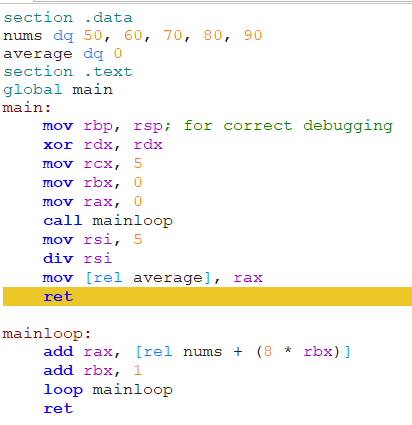 section .data
nums dq 50, 60, 70, 80, 90
average dq 0
section .text
global main
main:
    mov rbp, rsp; for correct debugging
    xor rdx, rdx
    mov rcx, 5
    mov rbx, 0
    mov rax, 0
    call mainloop
    mov rsi, 5
    div rsi
    mov [rel average], rax
    ret

mainloop:
    add rax, [rel nums + (8 * rbx)]
    add rbx, 1
    loop mainloop
    ret